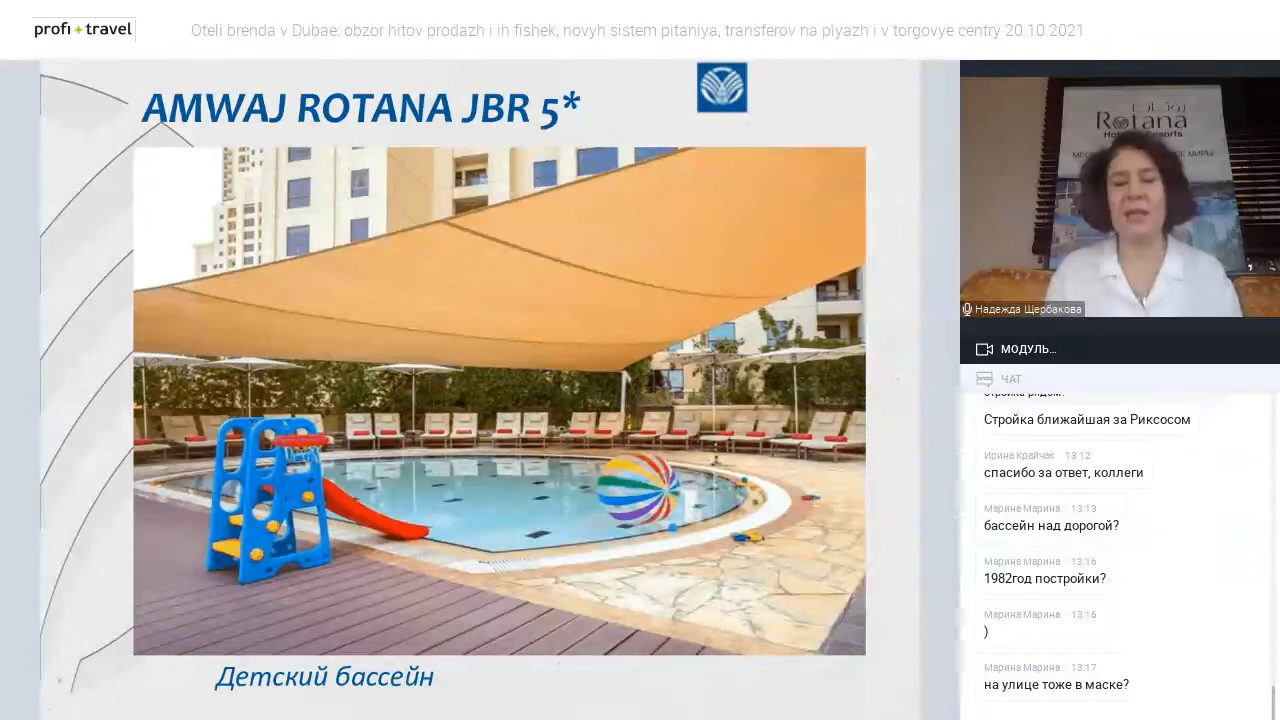 profi+travel
Oteli brenda v Dubae: obzor hitov prodazh i ih fishek, novyh sistem pitaniya, transferov na plyazh i v torgovye centry 20.10.2021
AMWAJ ROTANA JBR 5*
روتانا
Rotana
Надежда Щербакова
МОДУЛЬ...
ЧАТ
Стройка ближайшая за Риксосом
Ирина Крайчак 13:12
спасибо за ответ, коллеги
Марина Марина 13:13
бассейн над дорогой?
Марина Марина 13:16
1982год постройки?
Марина Марина 13:16
)
Марина Марина 13:17
на улице тоже в маске?
Детский бассейн